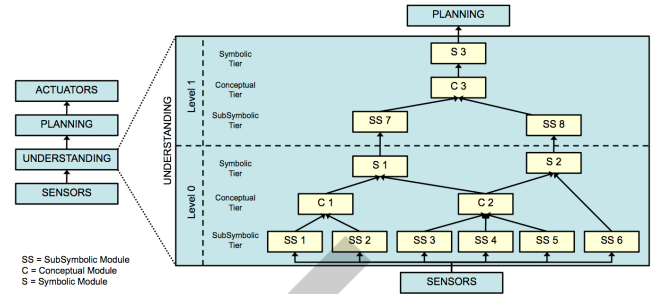 PLANNING
UNDERSTANDING
Level 1
Symbolic
Tier
S 3
Conceptual
Tier
C 3
SubSymbolic
Tier
SS 7
SS 8
Level 0
Symbolic
Tier
S 1
S 2
Conceptual
Tier
C 1
C 2
SubSymbolic
Tier
SS 1
SS 2
SS 3
SS 4
SS 5
SS 6
SENSORS
ACTUATORS
PLANNING
UNDERSTANDING
SENSORS
SS = SubSymbolic Module
C = Conceptual Module
S = Symbolic Module